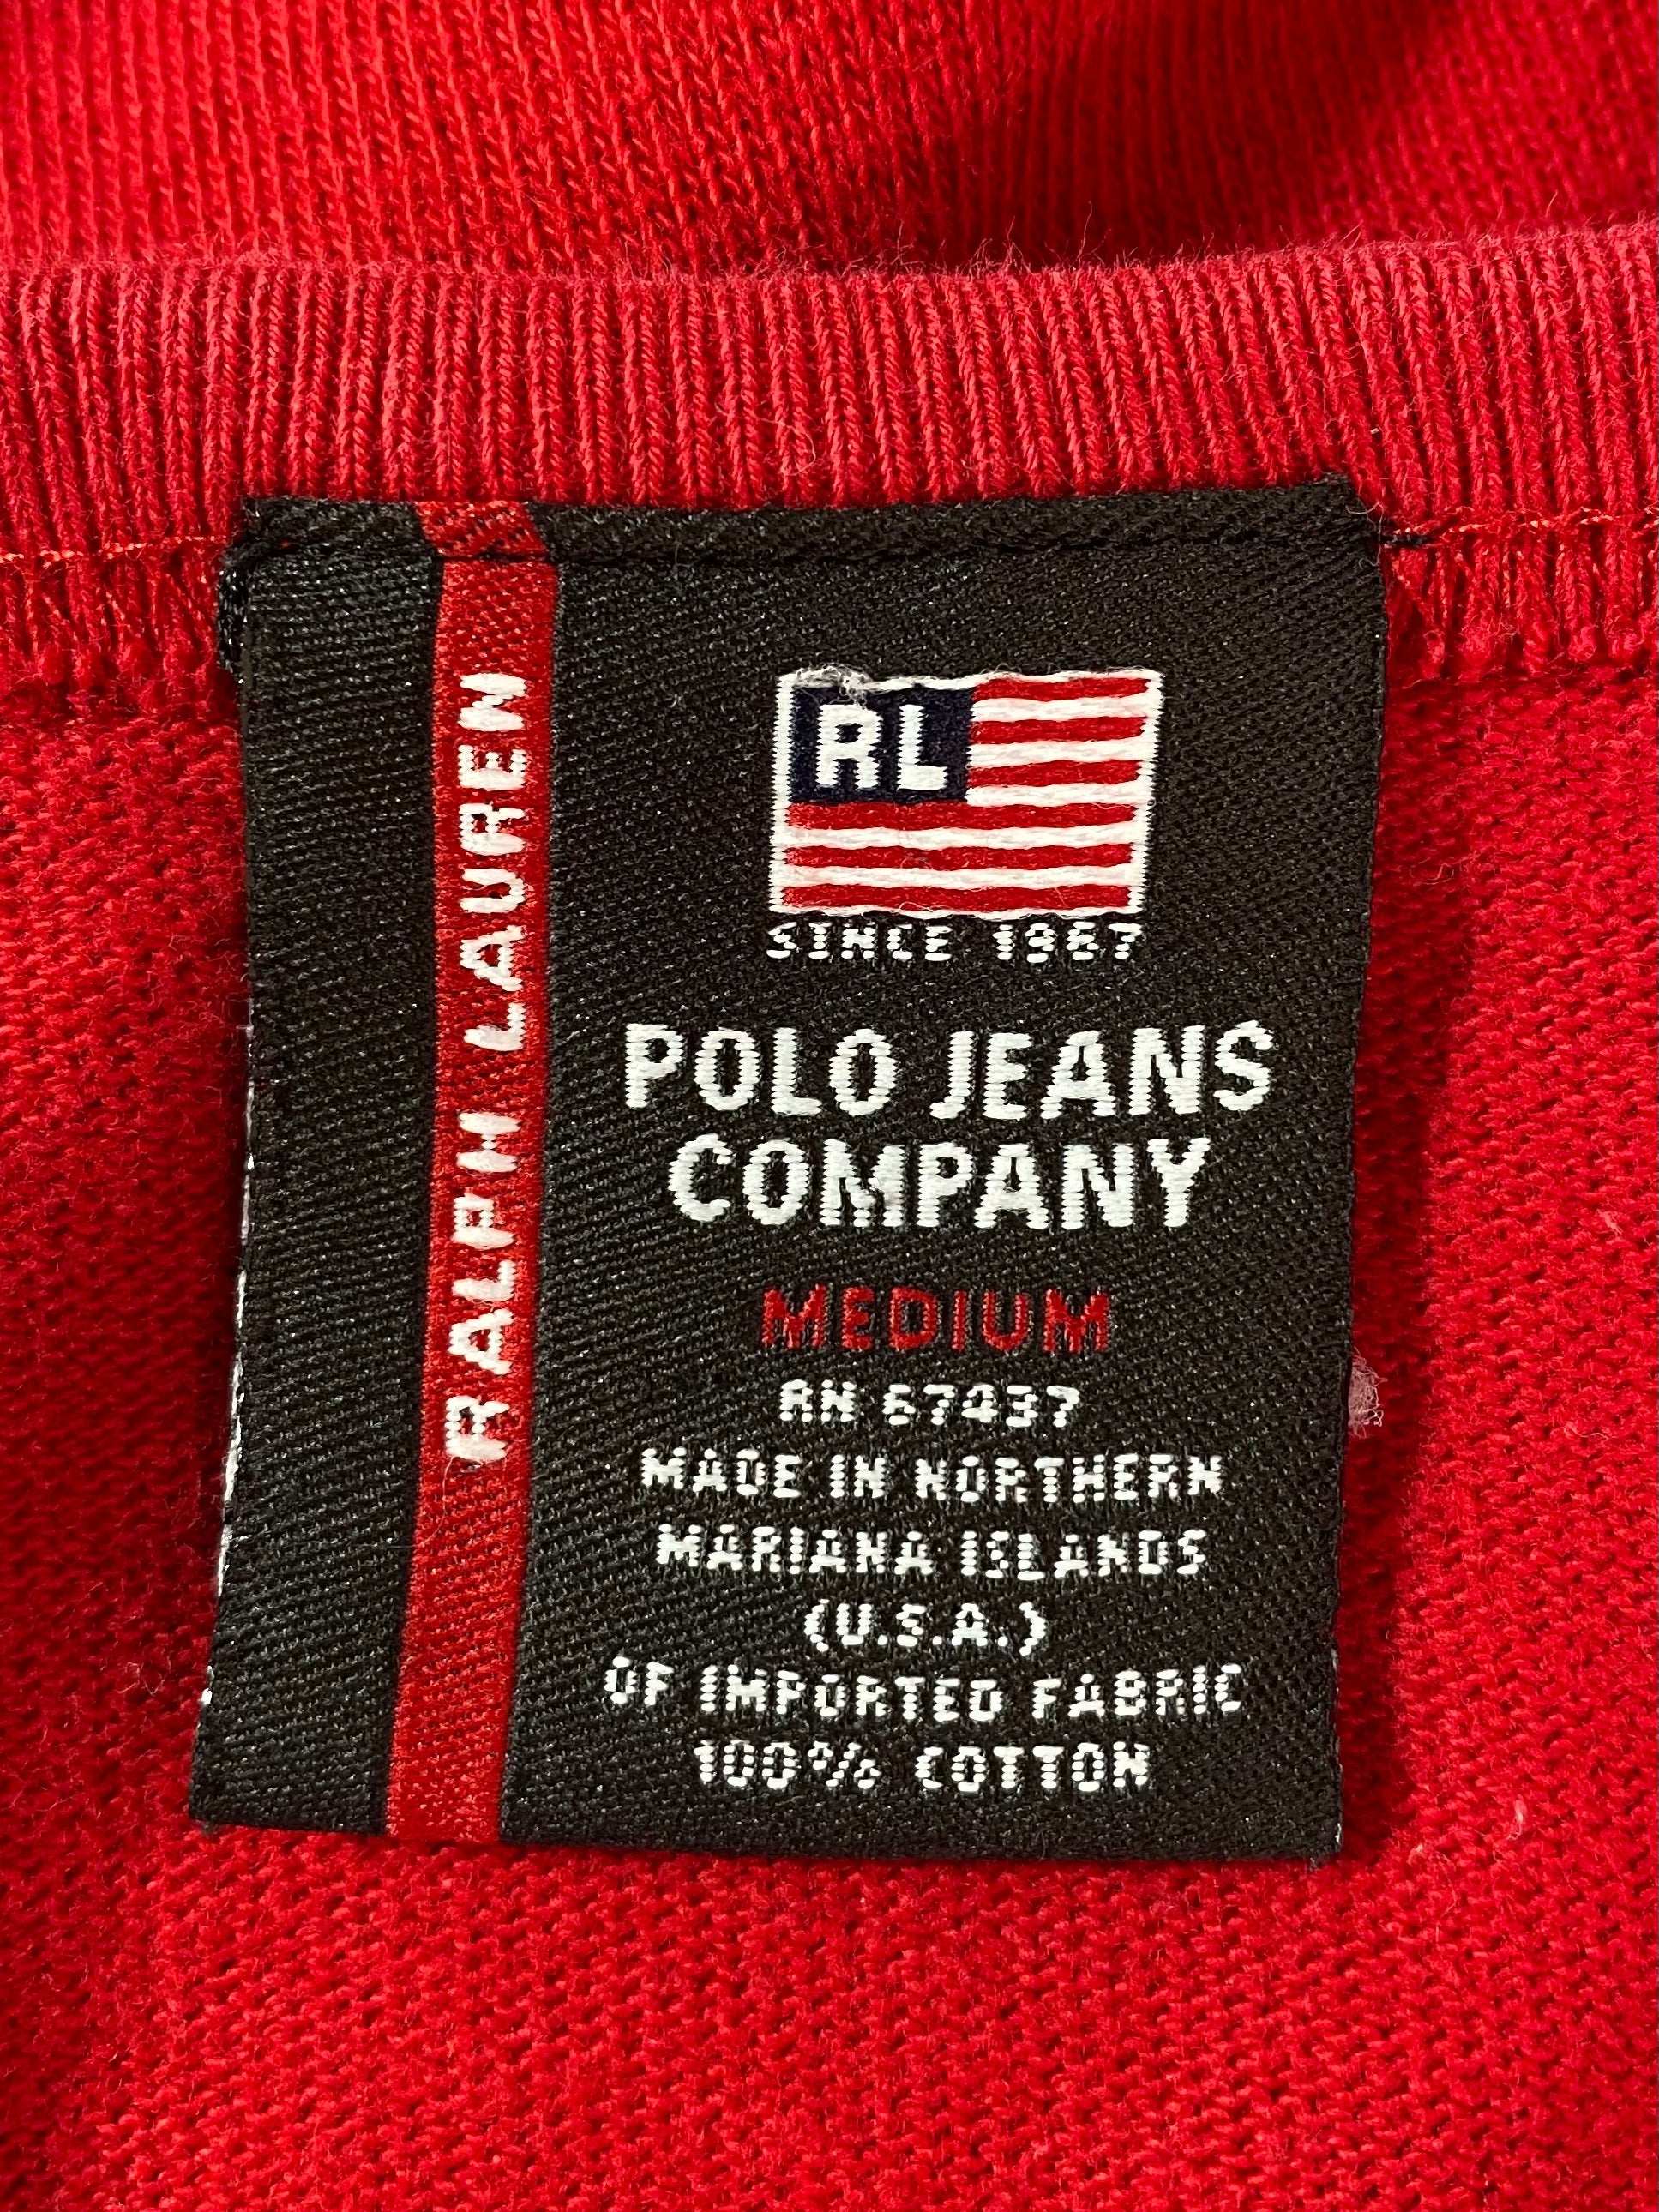 RALPH LAUREN
RL
SINCE 1967
POLO JEANS
COMPANY
MEDIUM
RN 67437
MADE IN NORTHERN
MARIANA ISLANDS
(U.S.A.)
OF IMPORTED FABRIC
100% COTTON